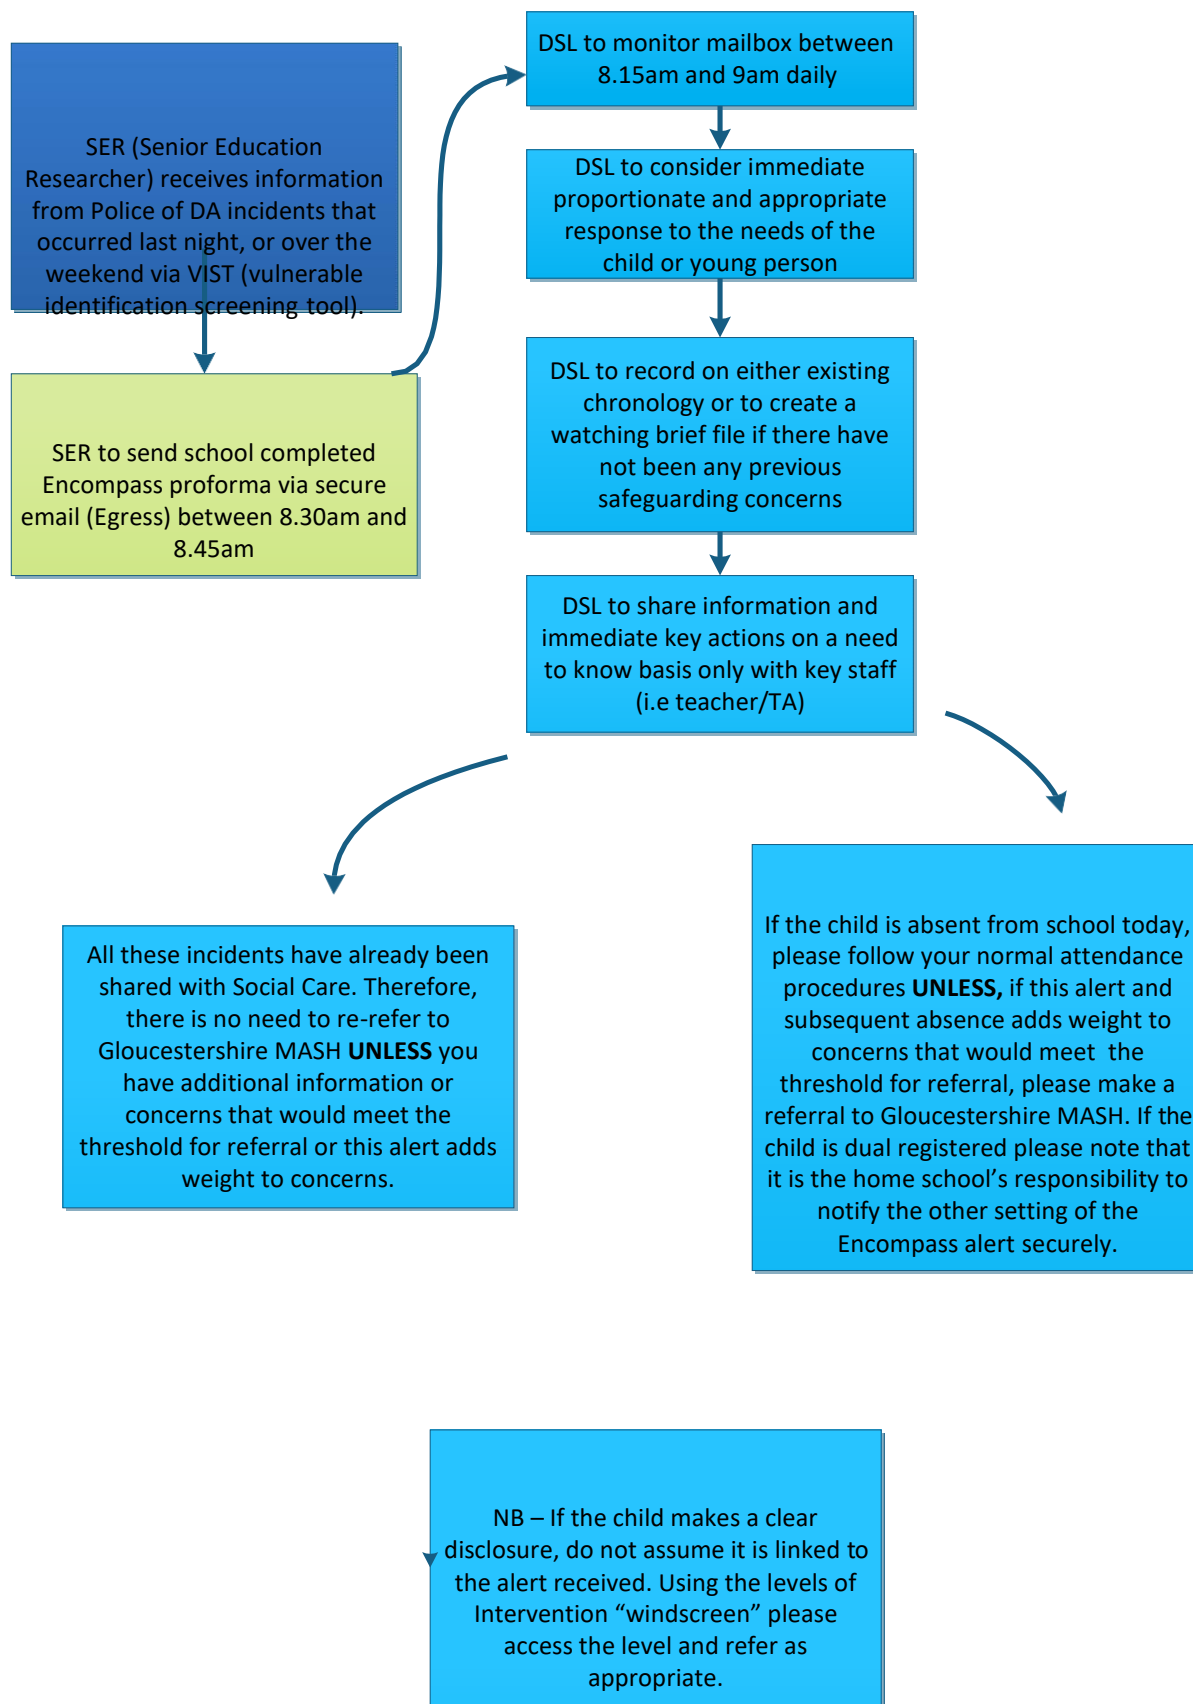 SER (Senior Education
Researcher) receives information
from Police of DA incidents that
occurred last night, or over the
weekend via VIST (vulnerable
identification screening tool).
SER to send school completed
Encompass proforma via secure
email (Egress) between 8.30am and
8.45am
DSL to monitor mailbox between
8.15am and 9am daily
DSL to consider immediate
proportionate and appropriate
response to the needs of the
child or young person
DSL to record on either existing
chronology or to create a
watching brief file if there have
not been any previous
safeguarding concerns
DSL to share information and
immediate key actions on a need
to know basis only with key staff
(i.e teacher/TA)
All these incidents have already been
shared with Social Care. Therefore,
there is no need to re-refer to
Gloucestershire MASH UNLESS you
have additional information or
concerns that would meet the
threshold for referral or this alert adds
weight to concerns.
If the child is absent from school today,
please follow your normal attendance
procedures UNLESS, if this alert and
subsequent absence adds weight to
concerns that would meet  the
threshold for referral, please make a
referral to Gloucestershire MASH. If the
child is dual registered please note that
it is the home school’s responsibility to
notify the other setting of the
Encompass alert securely.
NB – If the child makes a clear
disclosure, do not assume it is linked to
the alert received. Using the levels of
Intervention “windscreen” please
access the level and refer as
appropriate.